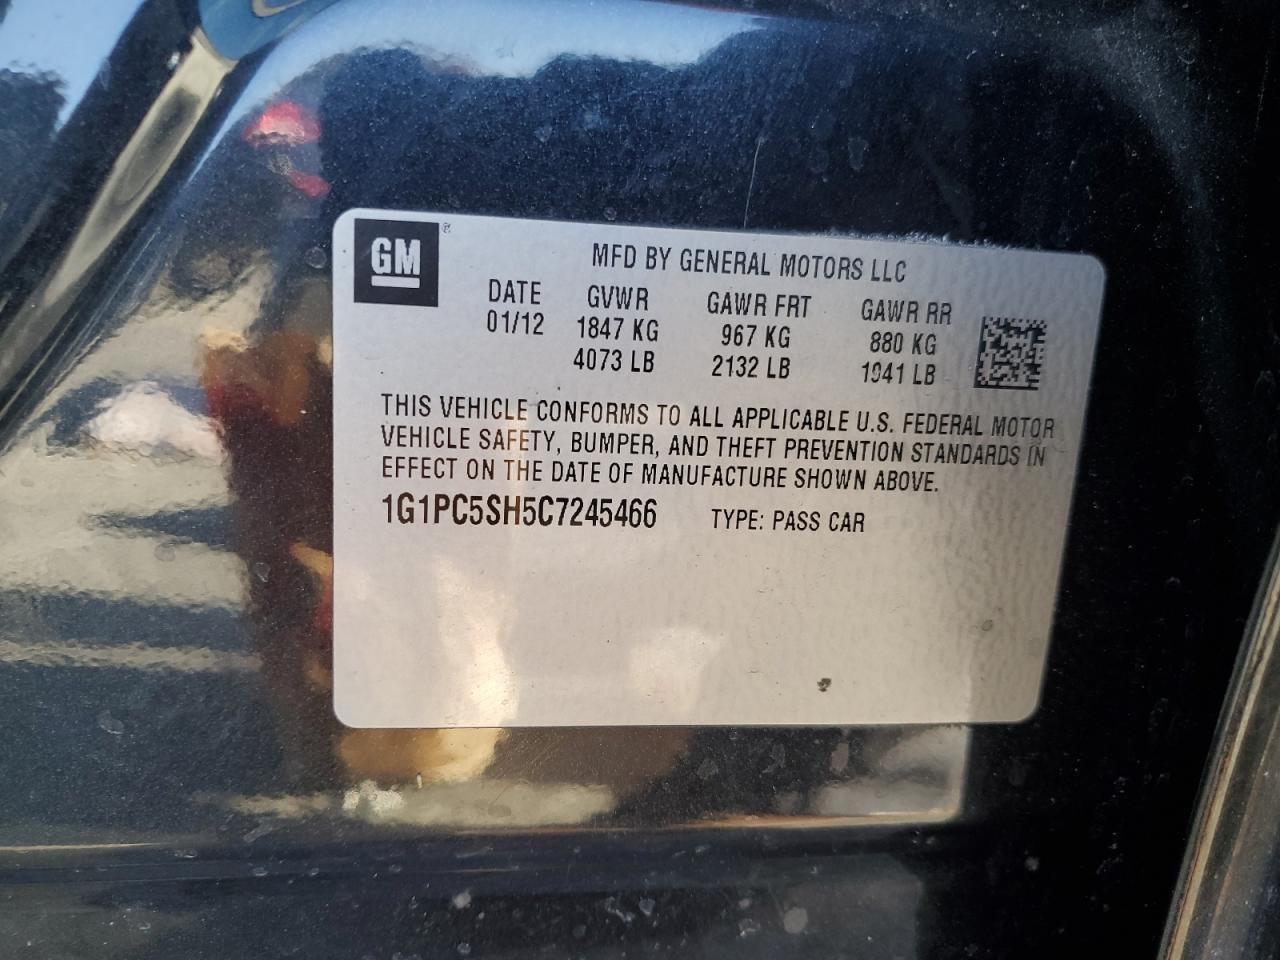 GM ®
MFD BY GENERAL MOTORS LLC
DATE GVWR GAWR FRT GAWR RR
01/12 1847 KG 967 KG 880 KG
4073 LB 2132 LB 1941 LB
THIS VEHICLE CONFORMS TO ALL APPLICABLE U.S. FEDERAL MOTOR
VEHICLE SAFETY, BUMPER, AND THEFT PREVENTION STANDARDS IN
EFFECT ON THE DATE OF MANUFACTURE SHOWN ABOVE.
1G1PC5SH5C7245466 TYPE: PASS CAR